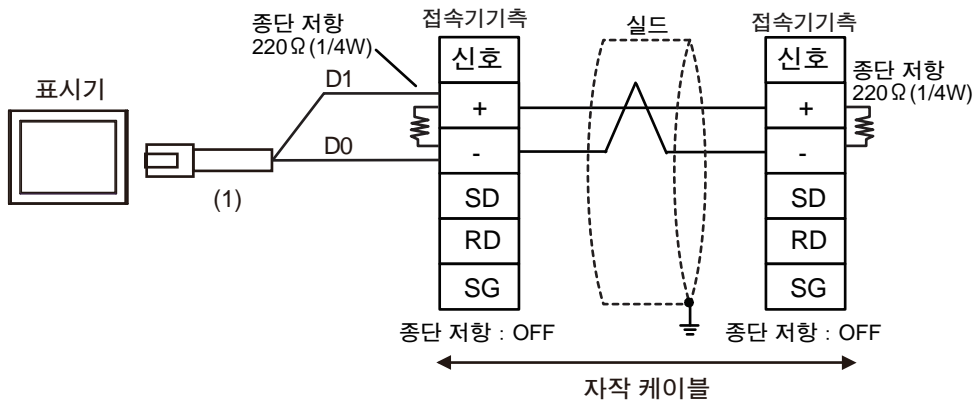 종단 저항
220Ω(1/4W)
접속기기측
실드
접속기기측
표시기
D1
신호
신호
종단 저항
220Ω(1/4W)
+
+
D0
-
-
(1)
SD
SD
RD
RD
SG
SG
종단 저항 : OFF
종단 저항 : OFF
자작 케이블